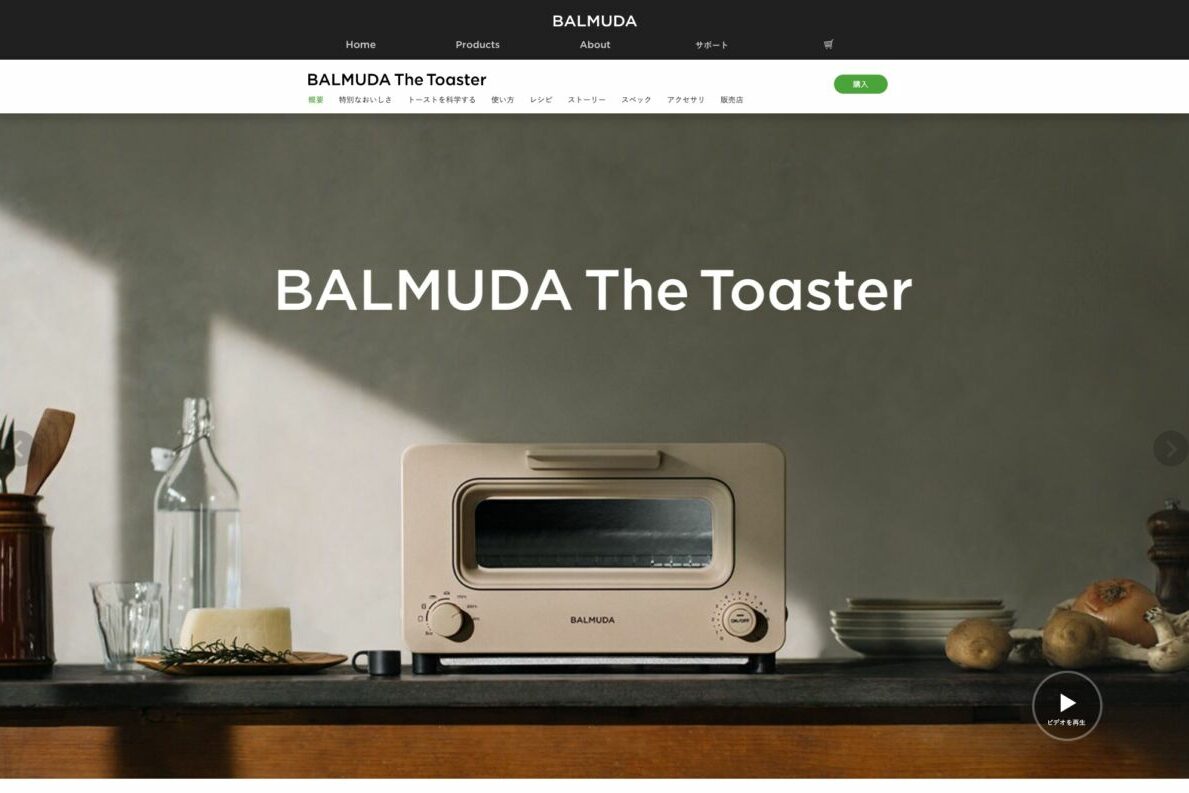 BALMUDA
Home Products About サポート
BALMUDA The Toaster
購入
概要 特別なおいしさ トーストを科学する 使い方 レシピ ストーリー スペック アクセサリ 販売店
BALMUDA The Toaster
BALMUDA
ON/OFF
ビデオを再生